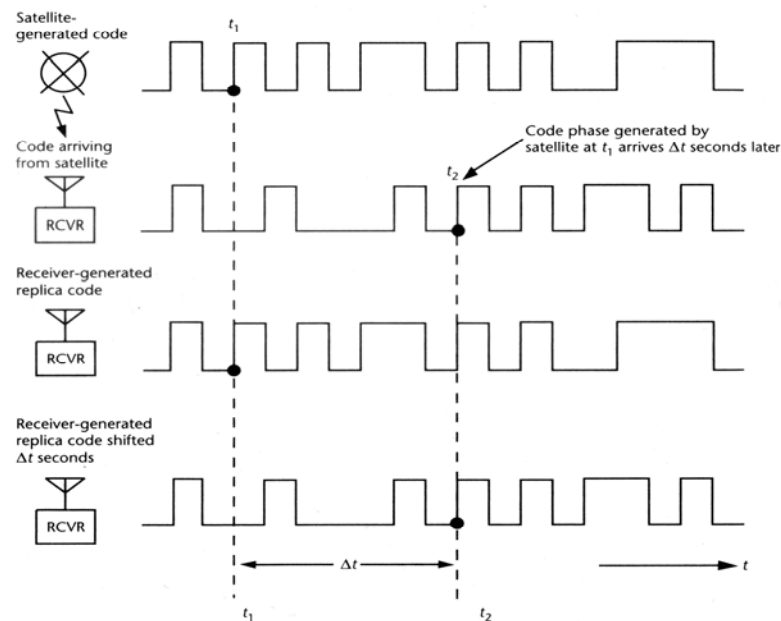 Satellite-
generated code
t1
Code arriving
from satellite
RCVR
Code phase generated by
satellite at t1 arrives Δt seconds later
t2
Receiver-generated
replica code
RCVR
Receiver-generated
replica code shifted
Δt seconds
RCVR
Δt
t
t1
t2